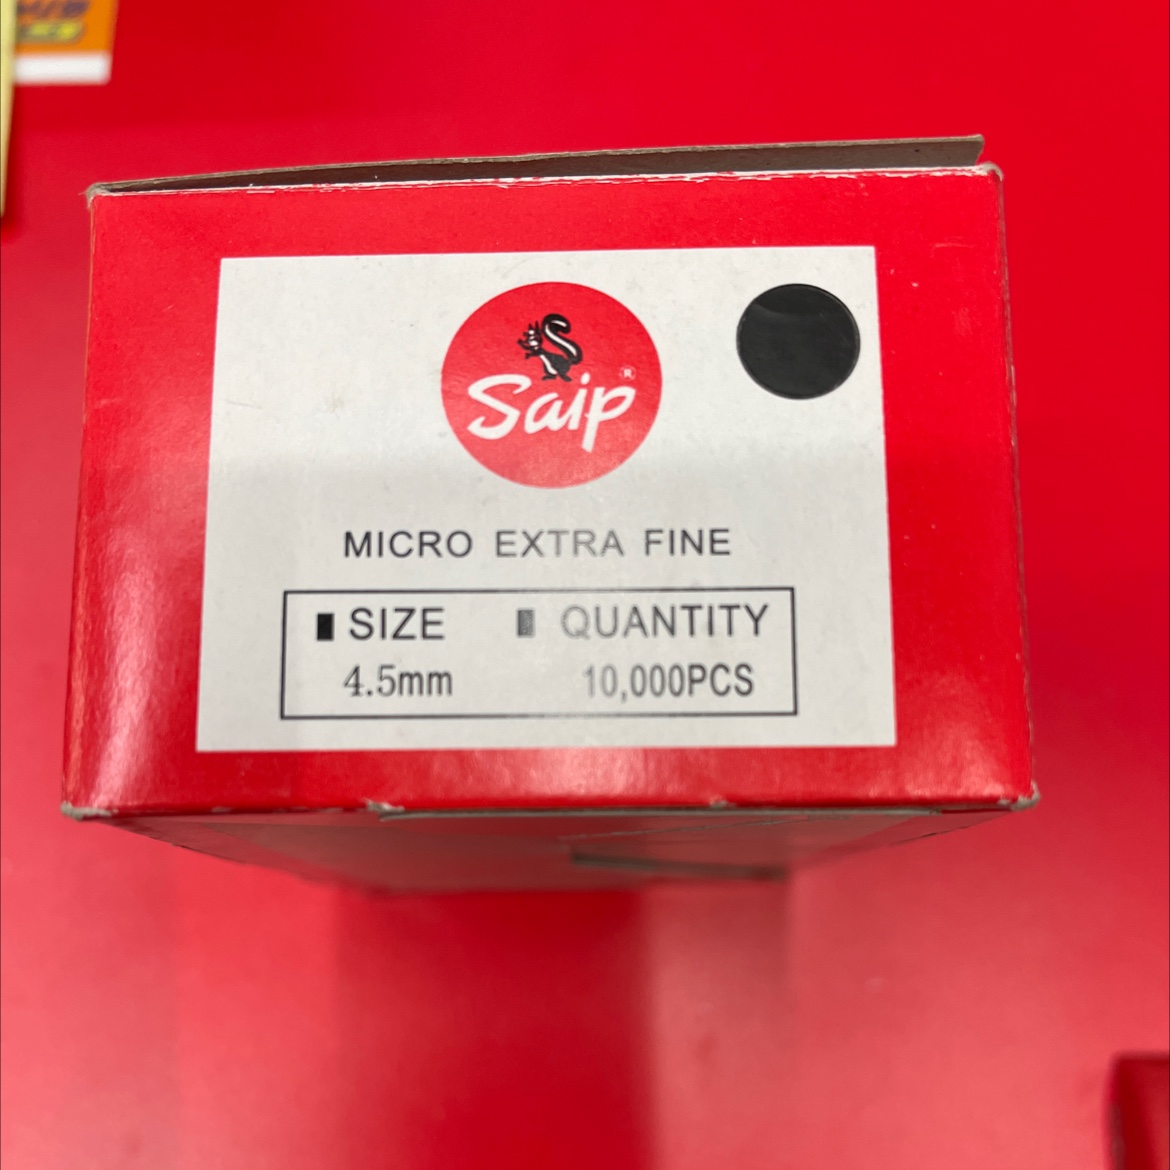 Saip®
MICRO EXTRA FINE
SIZE QUANTITY
4.5mm 10,000PCS